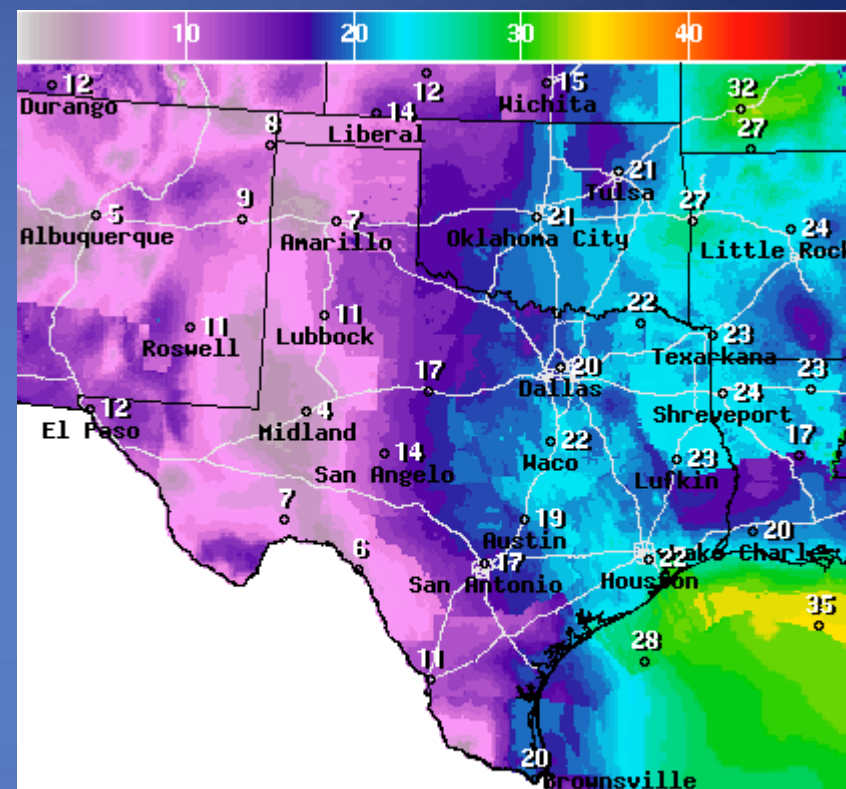 10 20 30 40
12
Durango
12
15
Wichita
32
14
Liberal
8
27
21
Tulsa
5
Albuquerque
9
7
Amarillo
21
Oklahoma City
27
24
Little Rock
11
Roswell
11
Lubbock
22
23
Texarkana
20
Dallas
17
24
Shreveport
23
12
El Paso
4
Midland
14
San Angelo
22
Waco
23
Lufkin
17
7
19
Austin
20
Lake Charles
6
17
San Antonio
22
Houston
35
28
11
20
Brownsville